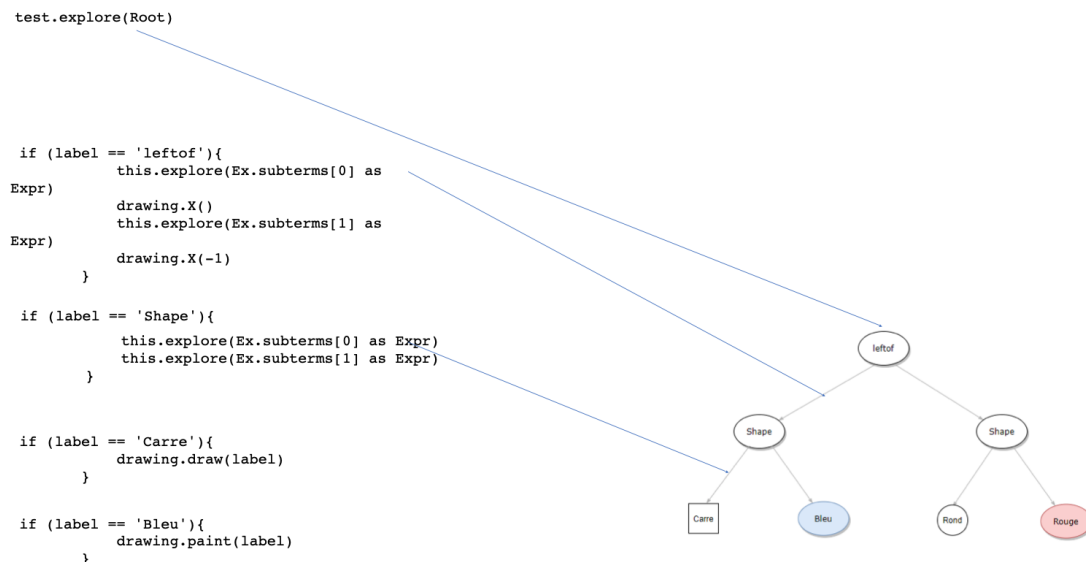 test.explore(Root)
if (label == 'leftof'){
this.explore(Ex.subterms[0] as
Expr)
drawing.X()
this.explore(Ex.subterms[1] as
Expr)
drawing.X(-1)
}
if (label == 'Shape'){
this.explore(Ex.subterms[0] as Expr)
this.explore(Ex.subterms[1] as Expr)
}
if (label == 'Carre'){
drawing.draw(label)
}
if (label == 'Bleu'){
drawing.paint(label)
}
leftof
Shape
Shape
Carre
Bleu
Rond
Rouge